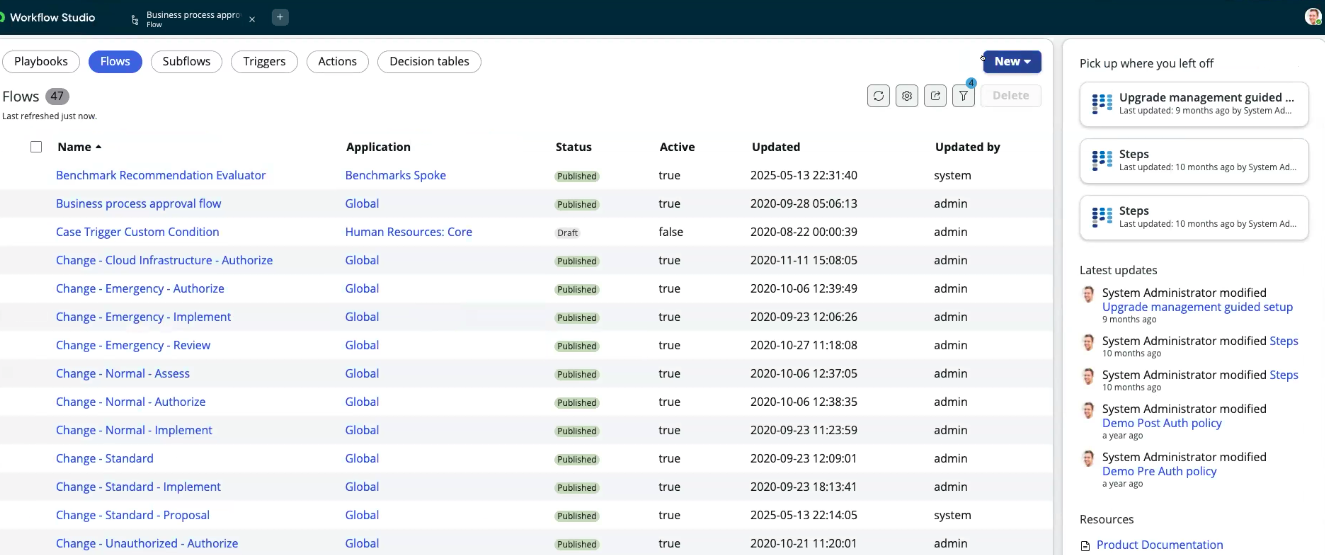 Workflow Studio
Business process appro
Flow
Playbooks
Flows
Subflows
Triggers
Actions
Decision tables
New
Flows 47
4
Delete
Last refreshed just now.
Name Application Status Active Updated Updated by
Benchmark Recommendation Evaluator Benchmarks Spoke Published true 2025-05-13 22:31:40 system
Business process approval flow Global Published true 2020-09-28 05:06:13 admin
Case Trigger Custom Condition Human Resources: Core Draft false 2020-08-22 00:00:39 admin
Change - Cloud Infrastructure - Authorize Global Published true 2020-11-11 15:08:05 admin
Change - Emergency - Authorize Global Published true 2020-10-06 12:39:49 admin
Change - Emergency - Implement Global Published true 2020-09-23 12:06:26 admin
Change - Emergency - Review Global Published true 2020-10-27 11:18:08 admin
Change - Normal - Assess Global Published true 2020-10-06 12:37:05 admin
Change - Normal - Authorize Global Published true 2020-10-06 12:38:35 admin
Change - Normal - Implement Global Published true 2020-09-23 11:23:59 admin
Change - Standard Global Published true 2020-09-23 12:09:01 admin
Change - Standard - Implement Global Published true 2020-09-23 18:13:41 admin
Change - Standard - Proposal Global Published true 2025-05-13 22:14:05 system
Change - Unauthorized - Authorize Global Published true 2020-10-21 11:20:01 admin
Pick up where you left off
Upgrade management guided ...
Last updated: 9 months ago by System Ad...
Steps
Last updated: 10 months ago by System Ad...
Steps
Last updated: 10 months ago by System Ad...
Latest updates
System Administrator modified
Upgrade management guided setup
9 months ago
System Administrator modified Steps
10 months ago
System Administrator modified Steps
10 months ago
System Administrator modified
Demo Post Auth policy
a year ago
System Administrator modified
Demo Pre Auth policy
a year ago
Resources
Product Documentation